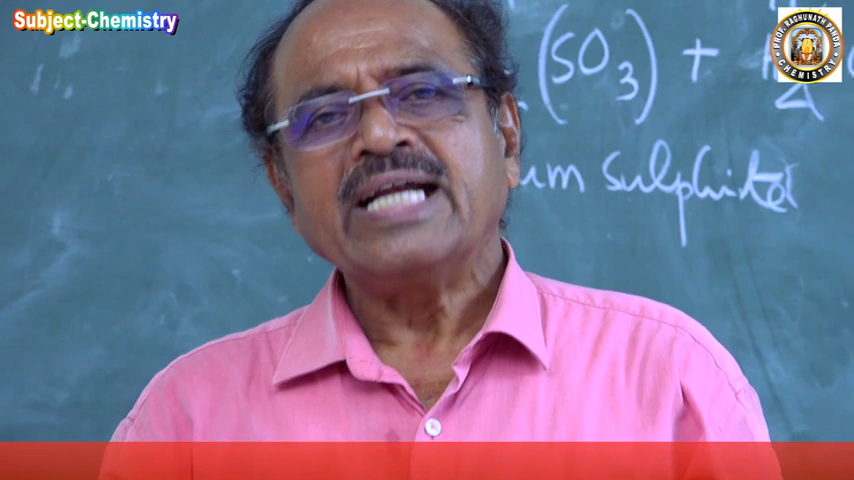 Subject-Chemistry
PROF. RAGHUNATH PANDA
CHEMISTRY
(SO3) +
um sulphite